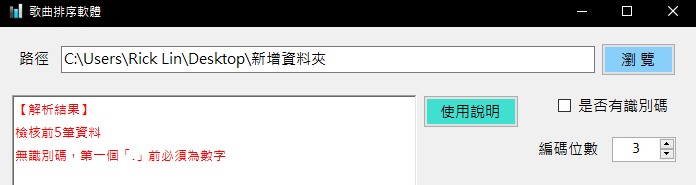 歌曲排序軟體
路徑 C:\Users\Rick Lin\Desktop\新增資料夾 瀏 覽
【解析結果】
檢核前5筆資料
無識別碼，第一個「.」前必須為數字
使用說明
是否有識別碼
編碼位數 3